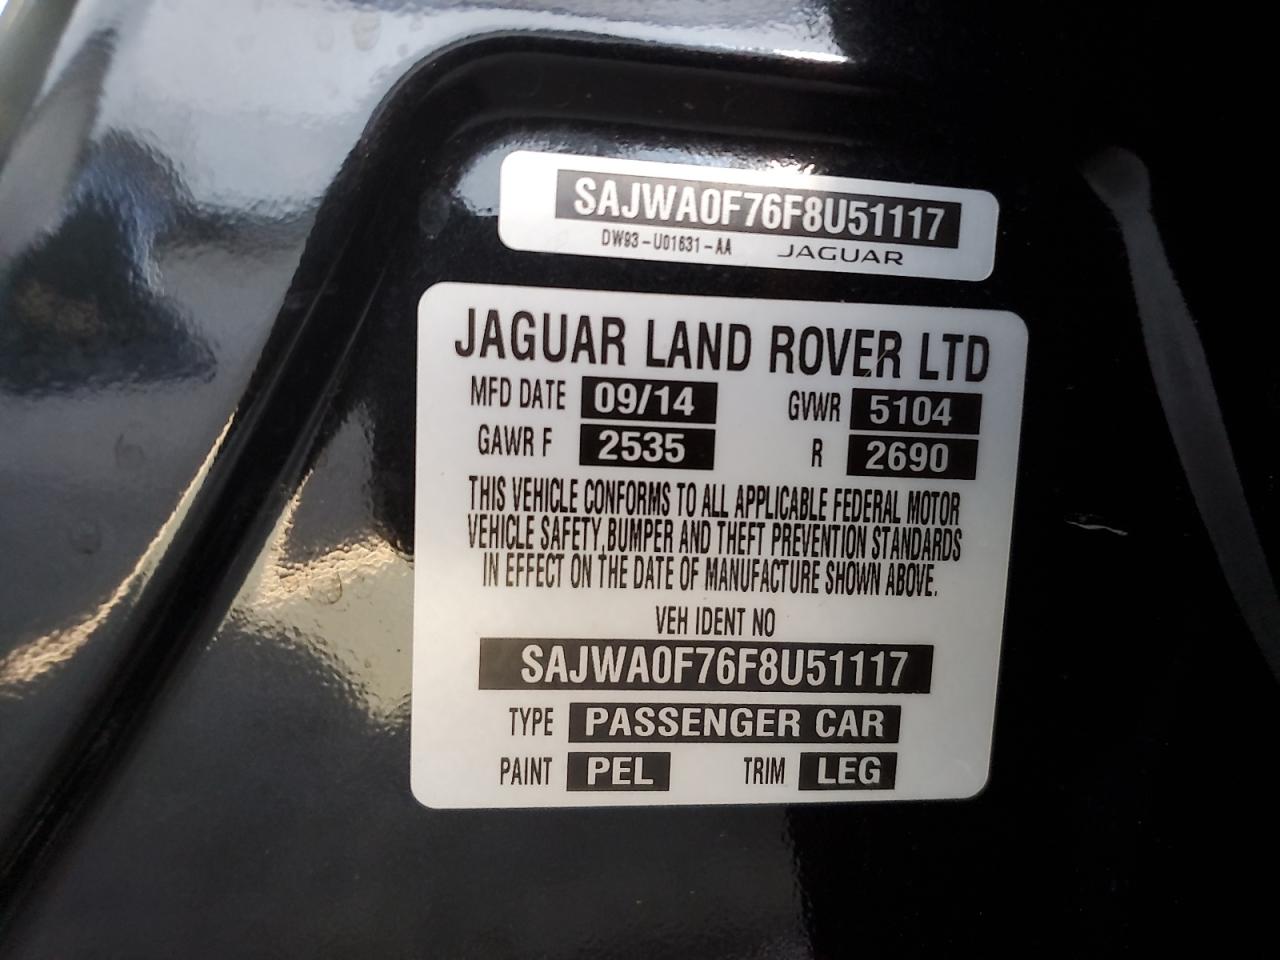 SAJWA0F76F8U51117
DW93-U01631-AA JAGUAR
JAGUAR LAND ROVER LTD
MFD DATE 09/14 GVWR 5104
GAWR F 2535 R 2690
THIS VEHICLE CONFORMS TO ALL APPLICABLE FEDERAL MOTOR
VEHICLE SAFETY,BUMPER AND THEFT PREVENTION STANDARDS
IN EFFECT ON THE DATE OF MANUFACTURE SHOWN ABOVE.
VEH IDENT NO
SAJWA0F76F8U51117
TYPE PASSENGER CAR
PAINT PEL TRIM LEG